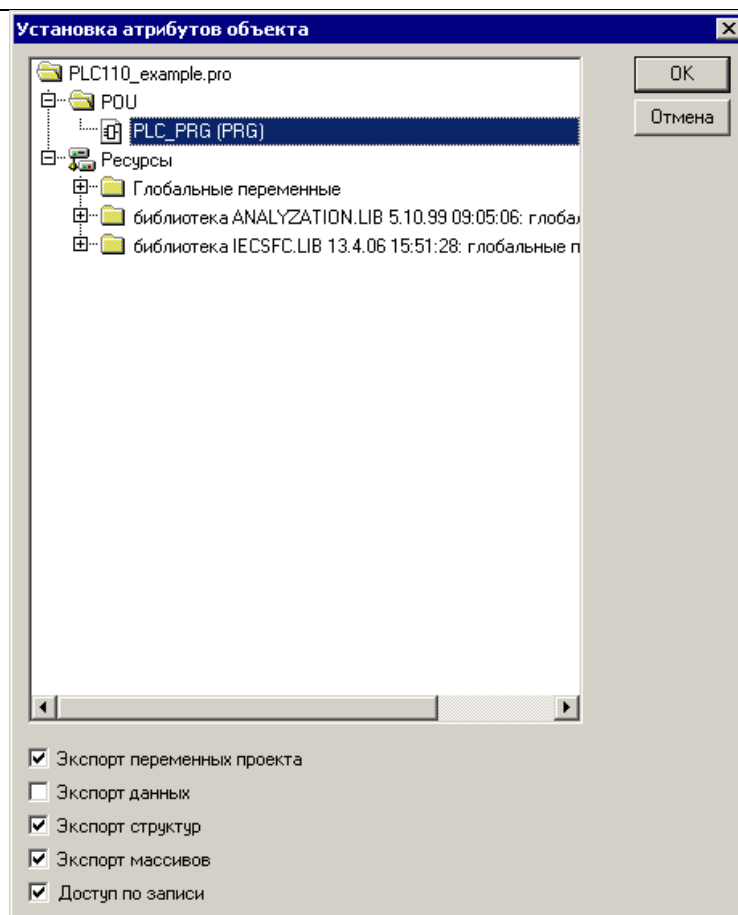 Установка атрибутов объекта
PLC110_example.pro
OK
POU
Отмена
PLC_PRG (PRG)
Ресурсы
Глобальные переменные
библиотека ANALYZATION.LIB 5.10.99 09:05:06: глоба
библиотека IECSFC.LIB 13.4.06 15:51:28: глобальные п
Экспорт переменных проекта
Экспорт данных
Экспорт структур
Экспорт массивов
Доступ по записи